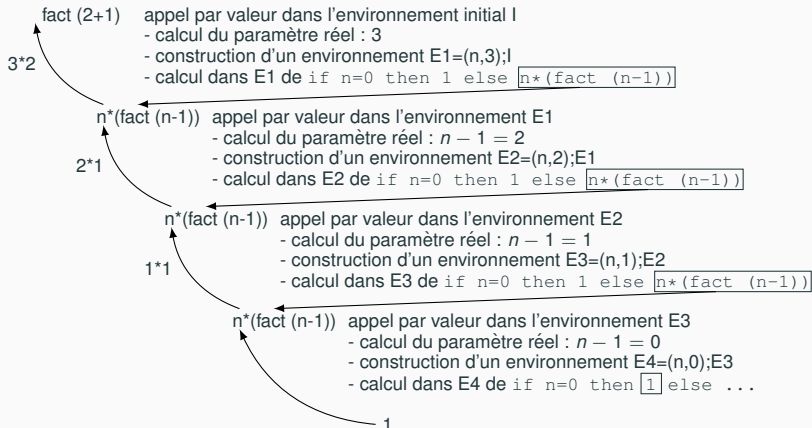 fact (2+1) appel par valeur dans l'environnement initial I
- calcul du paramètre réel : 3
- construction d'un environnement E1=(n,3);I
- calcul dans E1 de if n=0 then 1 else n*(fact (n-1))
3*2
n*(fact (n-1)) appel par valeur dans l'environnement E1
- calcul du paramètre réel : n − 1 = 2
- construction d'un environnement E2=(n,2);E1
- calcul dans E2 de if n=0 then 1 else n*(fact (n-1))
2*1
n*(fact (n-1)) appel par valeur dans l'environnement E2
- calcul du paramètre réel : n − 1 = 1
- construction d'un environnement E3=(n,1);E2
- calcul dans E3 de if n=0 then 1 else n*(fact (n-1))
1*1
n*(fact (n-1)) appel par valeur dans l'environnement E3
- calcul du paramètre réel : n − 1 = 0
- construction d'un environnement E4=(n,0);E3
- calcul dans E4 de if n=0 then 1 else ...
1